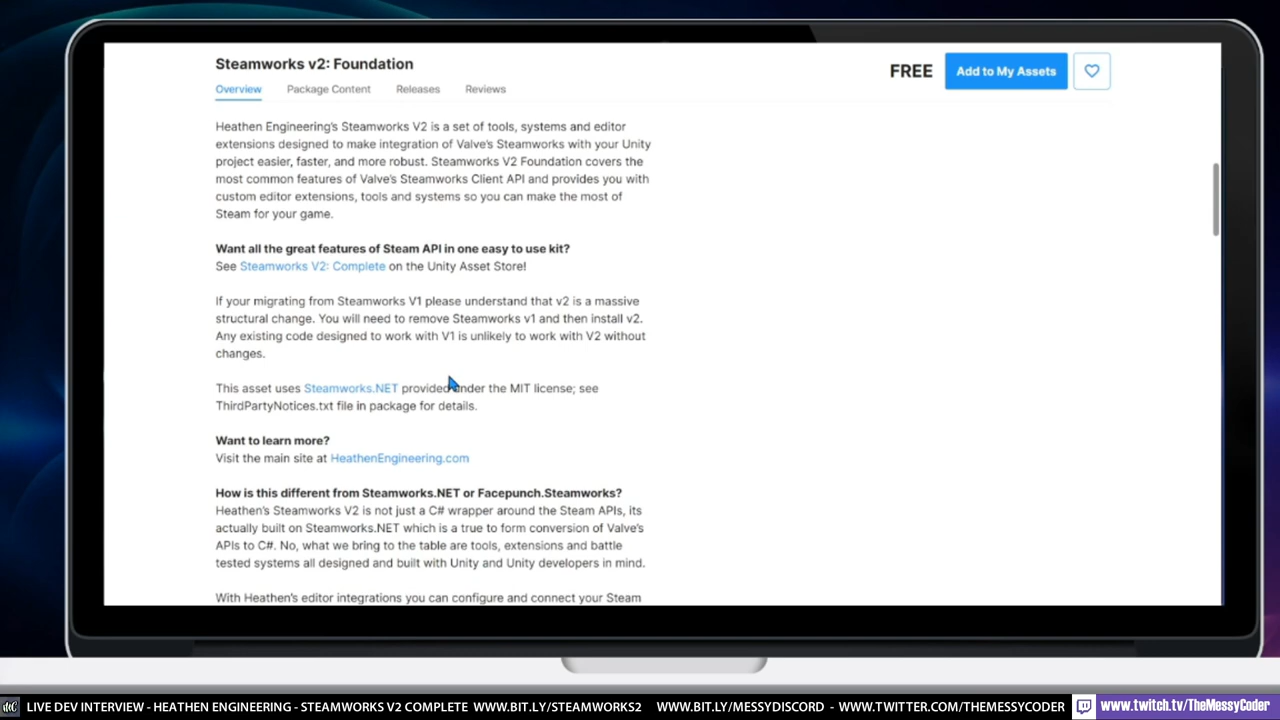 Steamworks v2: Foundation
FREE
Add to My Assets
Overview
Package Content
Releases
Reviews
Heathen Engineering's Steamworks V2 is a set of tools, systems and editor
extensions designed to make integration of Valve's Steamworks with your Unity
project easier, faster, and more robust. Steamworks V2 Foundation covers the
most common features of Valve's Steamworks Client API and provides you with
custom editor extensions, tools and systems so you can make the most of
Steam for your game.
Want all the great features of Steam API in one easy to use kit?
See Steamworks V2: Complete on the Unity Asset Store!
If your migrating from Steamworks V1 please understand that v2 is a massive
structural change. You will need to remove Steamworks v1 and then install v2.
Any existing code designed to work with V1 is unlikely to work with V2 without
changes.
This asset uses Steamworks.NET provided under the MIT license; see
ThirdPartyNotices.txt file in package for details.
Want to learn more?
Visit the main site at HeathenEngineering.com
How is this different from Steamworks.NET or Facepunch.Steamworks?
Heathen's Steamworks V2 is not just a C# wrapper around the Steam APIs, its
actually built on Steamworks.NET which is a true to form conversion of Valve's
APIs to C#. No, what we bring to the table are tools, extensions and battle
tested systems all designed and built with Unity and Unity developers in mind.
With Heathen's editor integrations you can configure and connect your Steam
LIVE DEV INTERVIEW - HEATHEN ENGINEERING - STEAMWORKS V2 COMPLETE WWW.BIT.LY/STEAMWORKS2 WWW.BIT.LY/MESSYDISCORD - WWW.TWITTER.COM/THEMESSYCODER
www.twitch.tv/TheMessyCoder